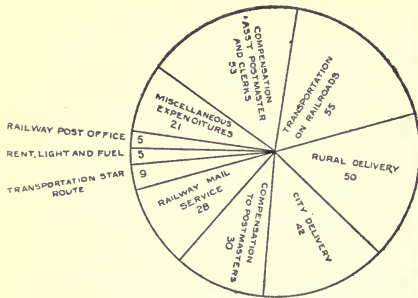 COMPENSATION
ASST POSTMASTER
AND CLERKS
53
TRANSPORTATION
ON RAILROADS
55
MISCELLANEOUS
EXPENDITURES
21
RAILWAY POST OFFICE
5
RENT, LIGHT AND FUEL
5
TRANSPORTATION STAR
ROUTE
9
RURAL DELIVERY
50
RAILWAY MAIL
SERVICE
28
COMPENSATION
TO POSTMASTERS
30
CITY DELIVERY
42